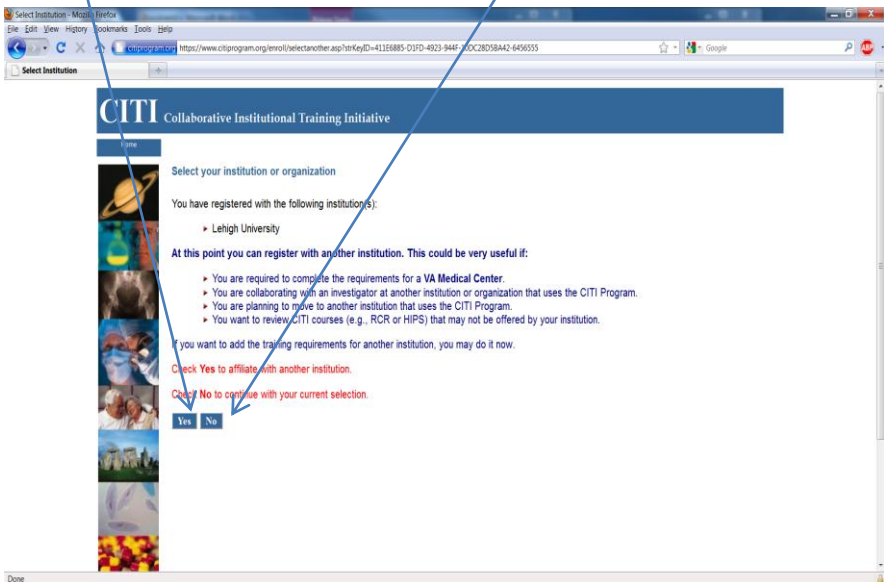 Select Institution - Mozilla Firefox
File Edit View History Bookmarks Tools Help
citiprogram.org https://www.citiprogram.org/enroll/selectanother.asp?strKeyID=411E6885-D1FD-4923-944F- Google ABP
Select Institution
CITI Collaborative Institutional Training Initiative
Home
Select your institution or organization
You have registered with the following institution(s):
Lehigh University
At this point you can register with another institution. This could be very useful if:
You are required to complete the requirements for a VA Medical Center.
You are collaborating with an investigator at another institution or organization that uses the CITI Program.
You are planning to move to another institution that uses the CITI Program.
You want to review CITI courses (e.g., RCR or HIPS) that may not be offered by your institution.
If you want to add the training requirements for another institution, you may do it now.
Check Yes to affiliate with another institution.
Check No to continue with your current selection.
Yes No
Done